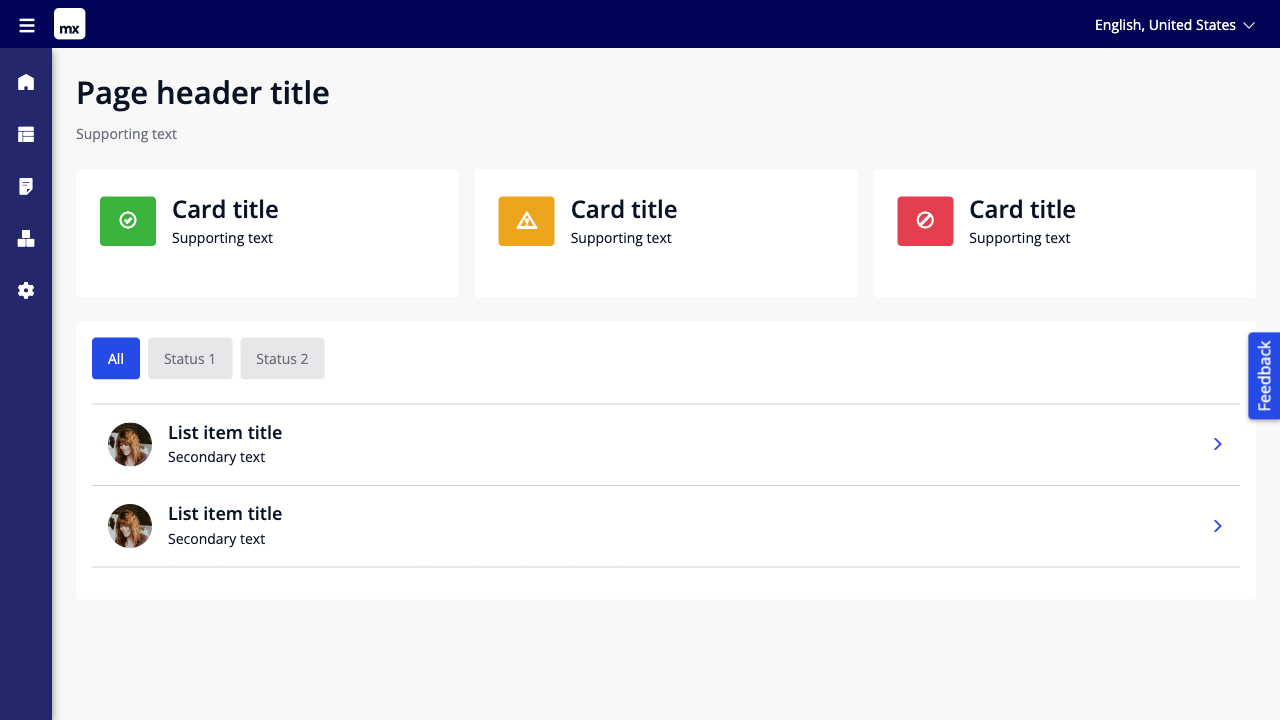 mx
English, United States
Page header title
Supporting text
Card title
Supporting text
Card title
Supporting text
Card title
Supporting text
All
Status 1
Status 2
Feedback
List item title
Secondary text
List item title
Secondary text